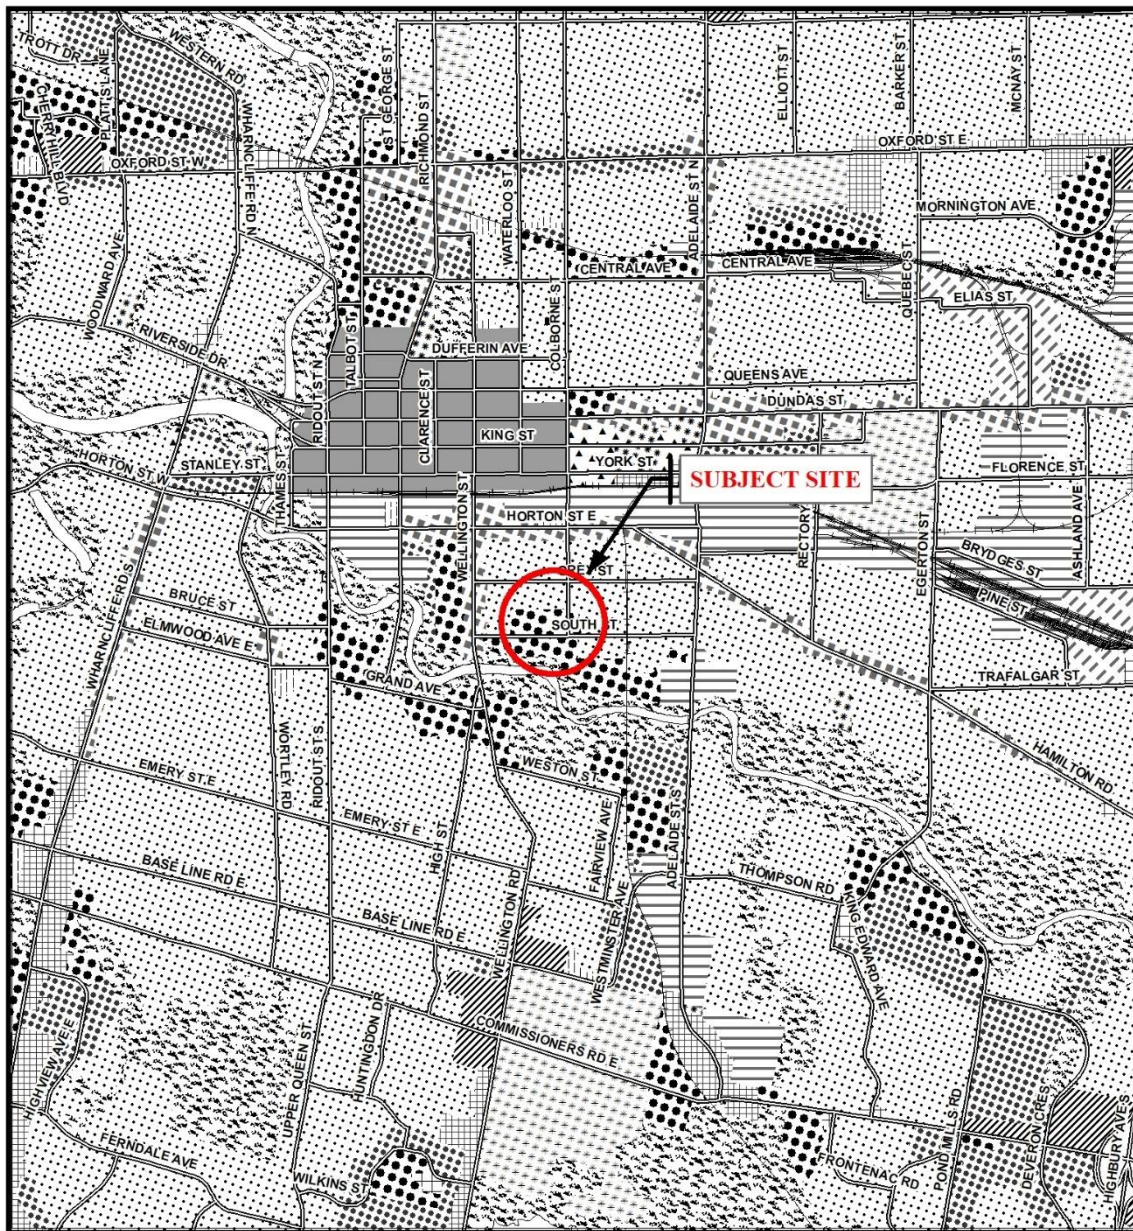 TROTT DR
PLATT'S LANE
WESTERN RD
CHERRYHILL BLVD
WHARNCLIFFE RD N
ST GEORGE ST
RICHMOND ST
ELLIOTT ST
BARKER ST
MCNAY ST
OXFORD ST W
OXFORD ST E
WATERLOO ST
ADELAIDE ST N
MORNINGTON AVE
WOODWARD AVE
CENTRAL AVE
CENTRAL AVE
QUEBEC ST
ELIAS ST
COLBORNE ST
RIVERSIDE DR
TALBOT ST
RIDOUT ST N
DUFFERIN AVE
CLARENCE ST
QUEENS AVE
DUNDAS ST
KING ST
YORK ST
STANLEY ST
HORTON ST W
THAMES ST
WELLINGTON ST
SUBJECT SITE
FLORENCE ST
ASHLAND AVE
HORTON ST E
RECTORY
EGERTON ST
BRYDGES ST
PINE ST
GREY ST
BRUCE ST
SOUTH ST
ELMWOOD AVE E
WHARNCLIFFE RD S
GRAND AVE
TRAFALGAR ST
WORTLEY RD
RIDOUT ST S
HAMILTON RD
EMERY ST E
EMERY ST E
WESTON ST
FAIRVIEW AVE
ADELAIDE ST S
HIGH ST
BASE LINE RD E
BASE LINE RD E
WELLINGTON RD
WESTMINSTER AVE
THOMPSON RD
KING EDWARD AVE
COMMISSIONERS RD E
HIGHVIEW AVE E
UPPER QUEEN ST
HUNTINGDON DR
FERNDALE AVE
WILKINS ST
FRONTENAC RD
POND MILLS RD
DEVERON CRES
HIGHBURY AVE S